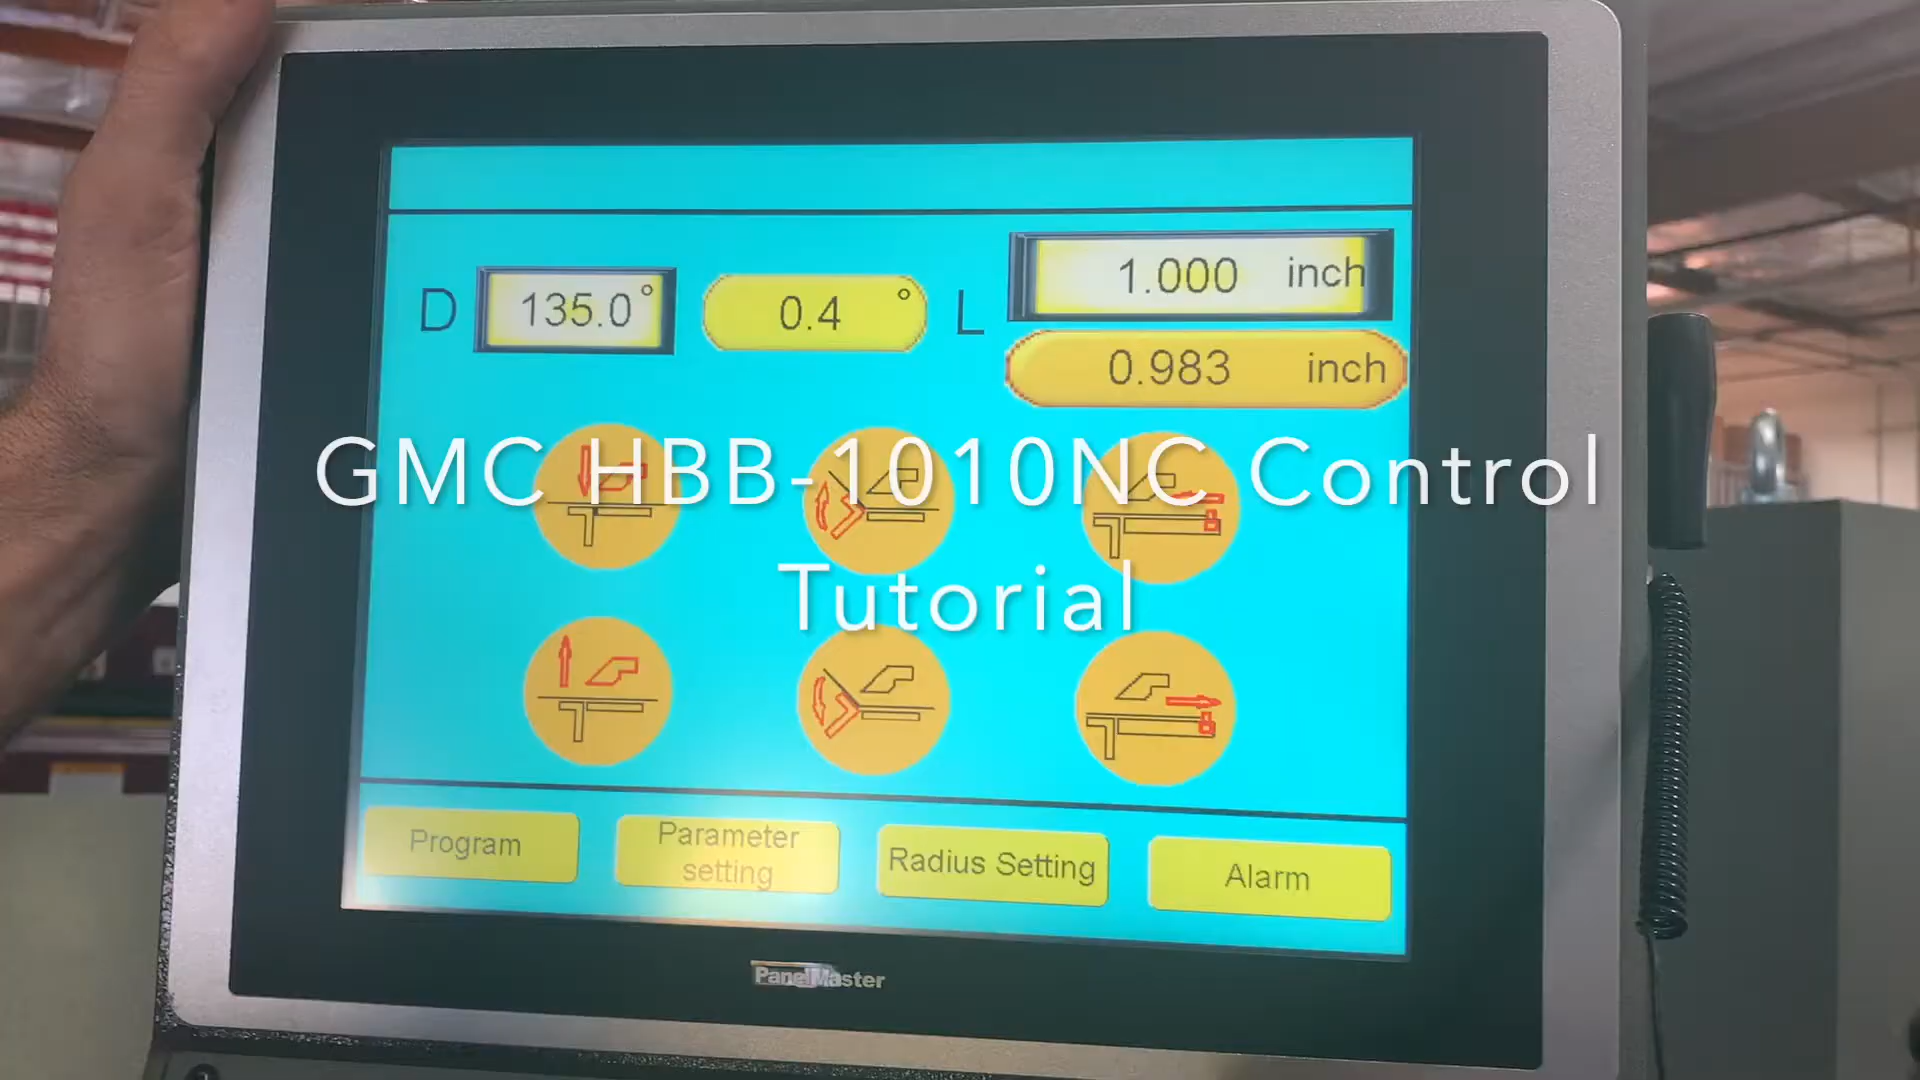 D 135.0° 0.4° L 1.000 inch
0.983 inch
GMC HBB-1010NC Control
Tutorial
Program
Parameter
setting
Radius Setting
Alarm
PanelMaster